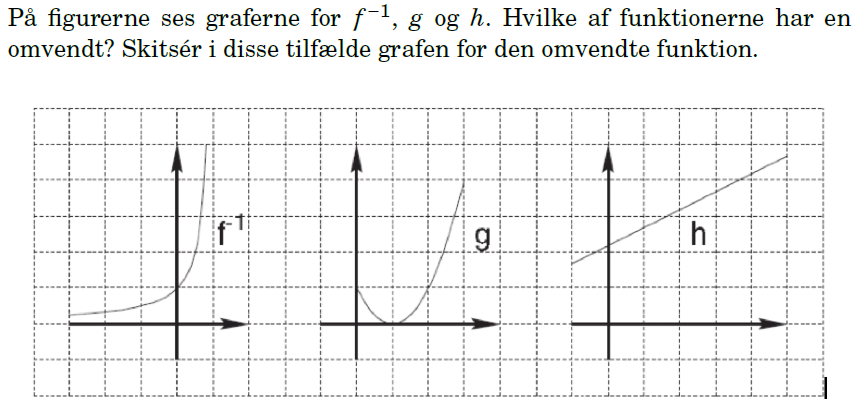 På figurerne ses graferne for f⁻¹, g og h. Hvilke af funktionerne har en
omvendt? Skitsér i disse tilfælde grafen for den omvendte funktion.
f⁻¹ g h